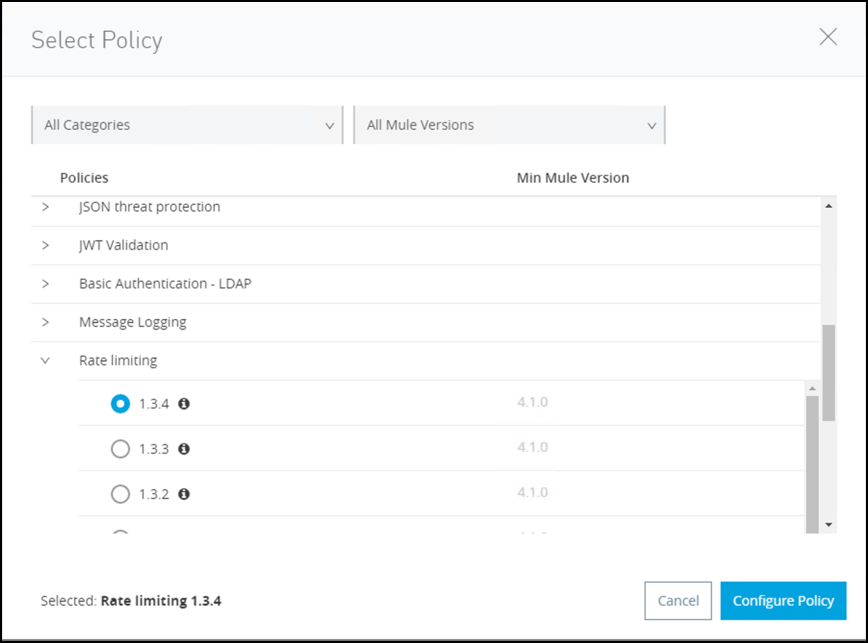 Select Policy
All Categories
All Mule Versions
Policies
Min Mule Version
JSON threat protection
JWT Validation
Basic Authentication - LDAP
Message Logging
Rate limiting
1.3.4
4.1.0
1.3.3
4.1.0
1.3.2
4.1.0
Selected: Rate limiting 1.3.4
Cancel
Configure Policy